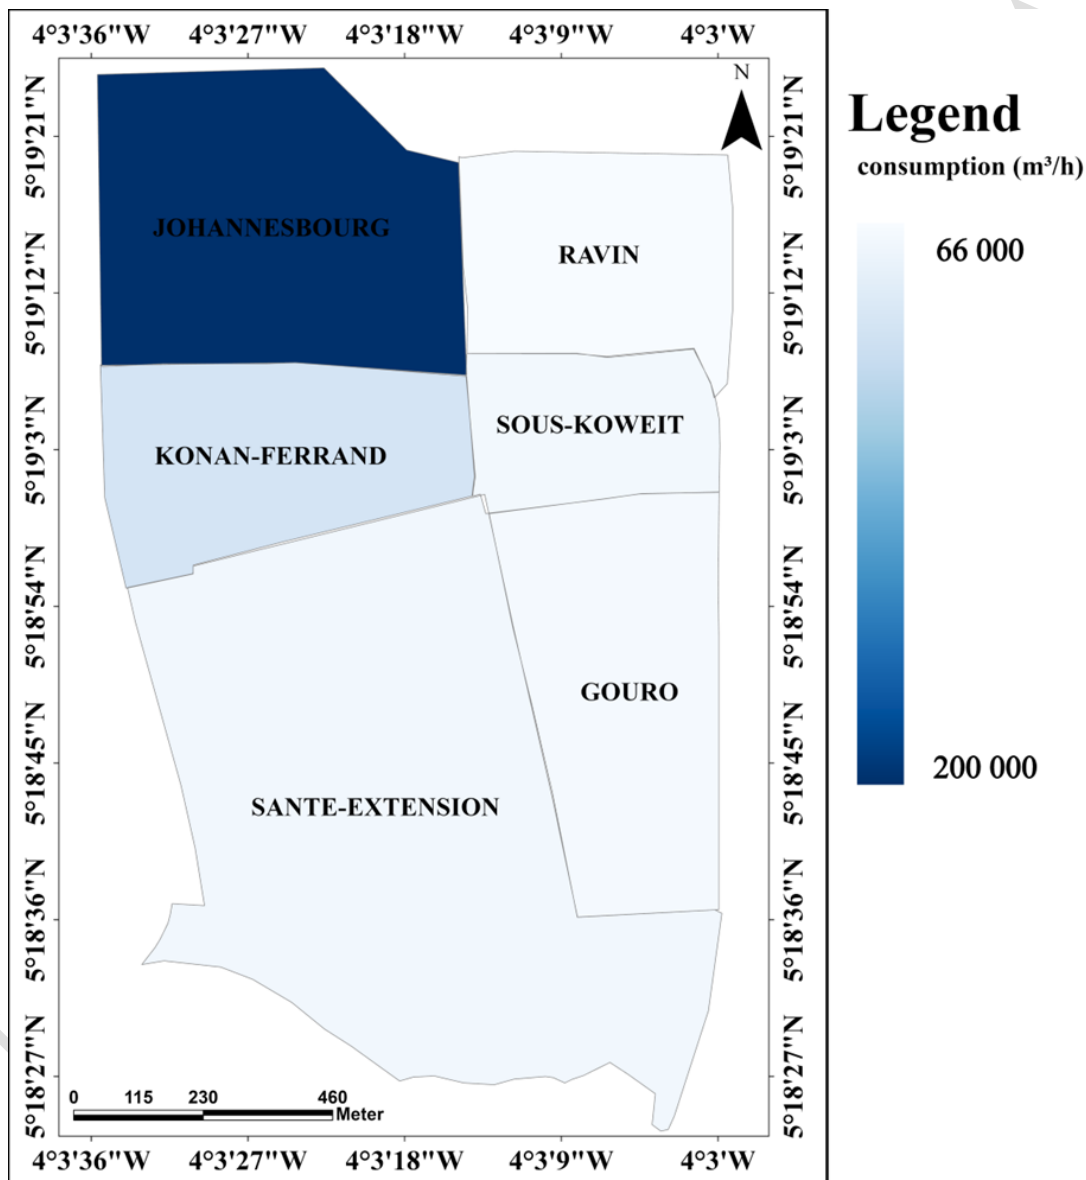 4°3'36"W 4°3'27"W 4°3'18"W 4°3'9"W 4°3'W
N
Legend
consumption (m³/h)
66 000
200 000
5°19'21"N
5°19'12"N
5°19'3"N
5°18'54"N
5°18'45"N
5°18'36"N
5°18'27"N
JOHANNESBOURG
RAVIN
SOUS-KOWEIT
KONAN-FERRAND
GOURO
SANTE-EXTENSION
5°19'21"N
5°19'12"N
5°19'3"N
5°18'54"N
5°18'45"N
5°18'36"N
5°18'27"N
0 115 230 460
Meter
4°3'36"W 4°3'27"W 4°3'18"W 4°3'9"W 4°3'W